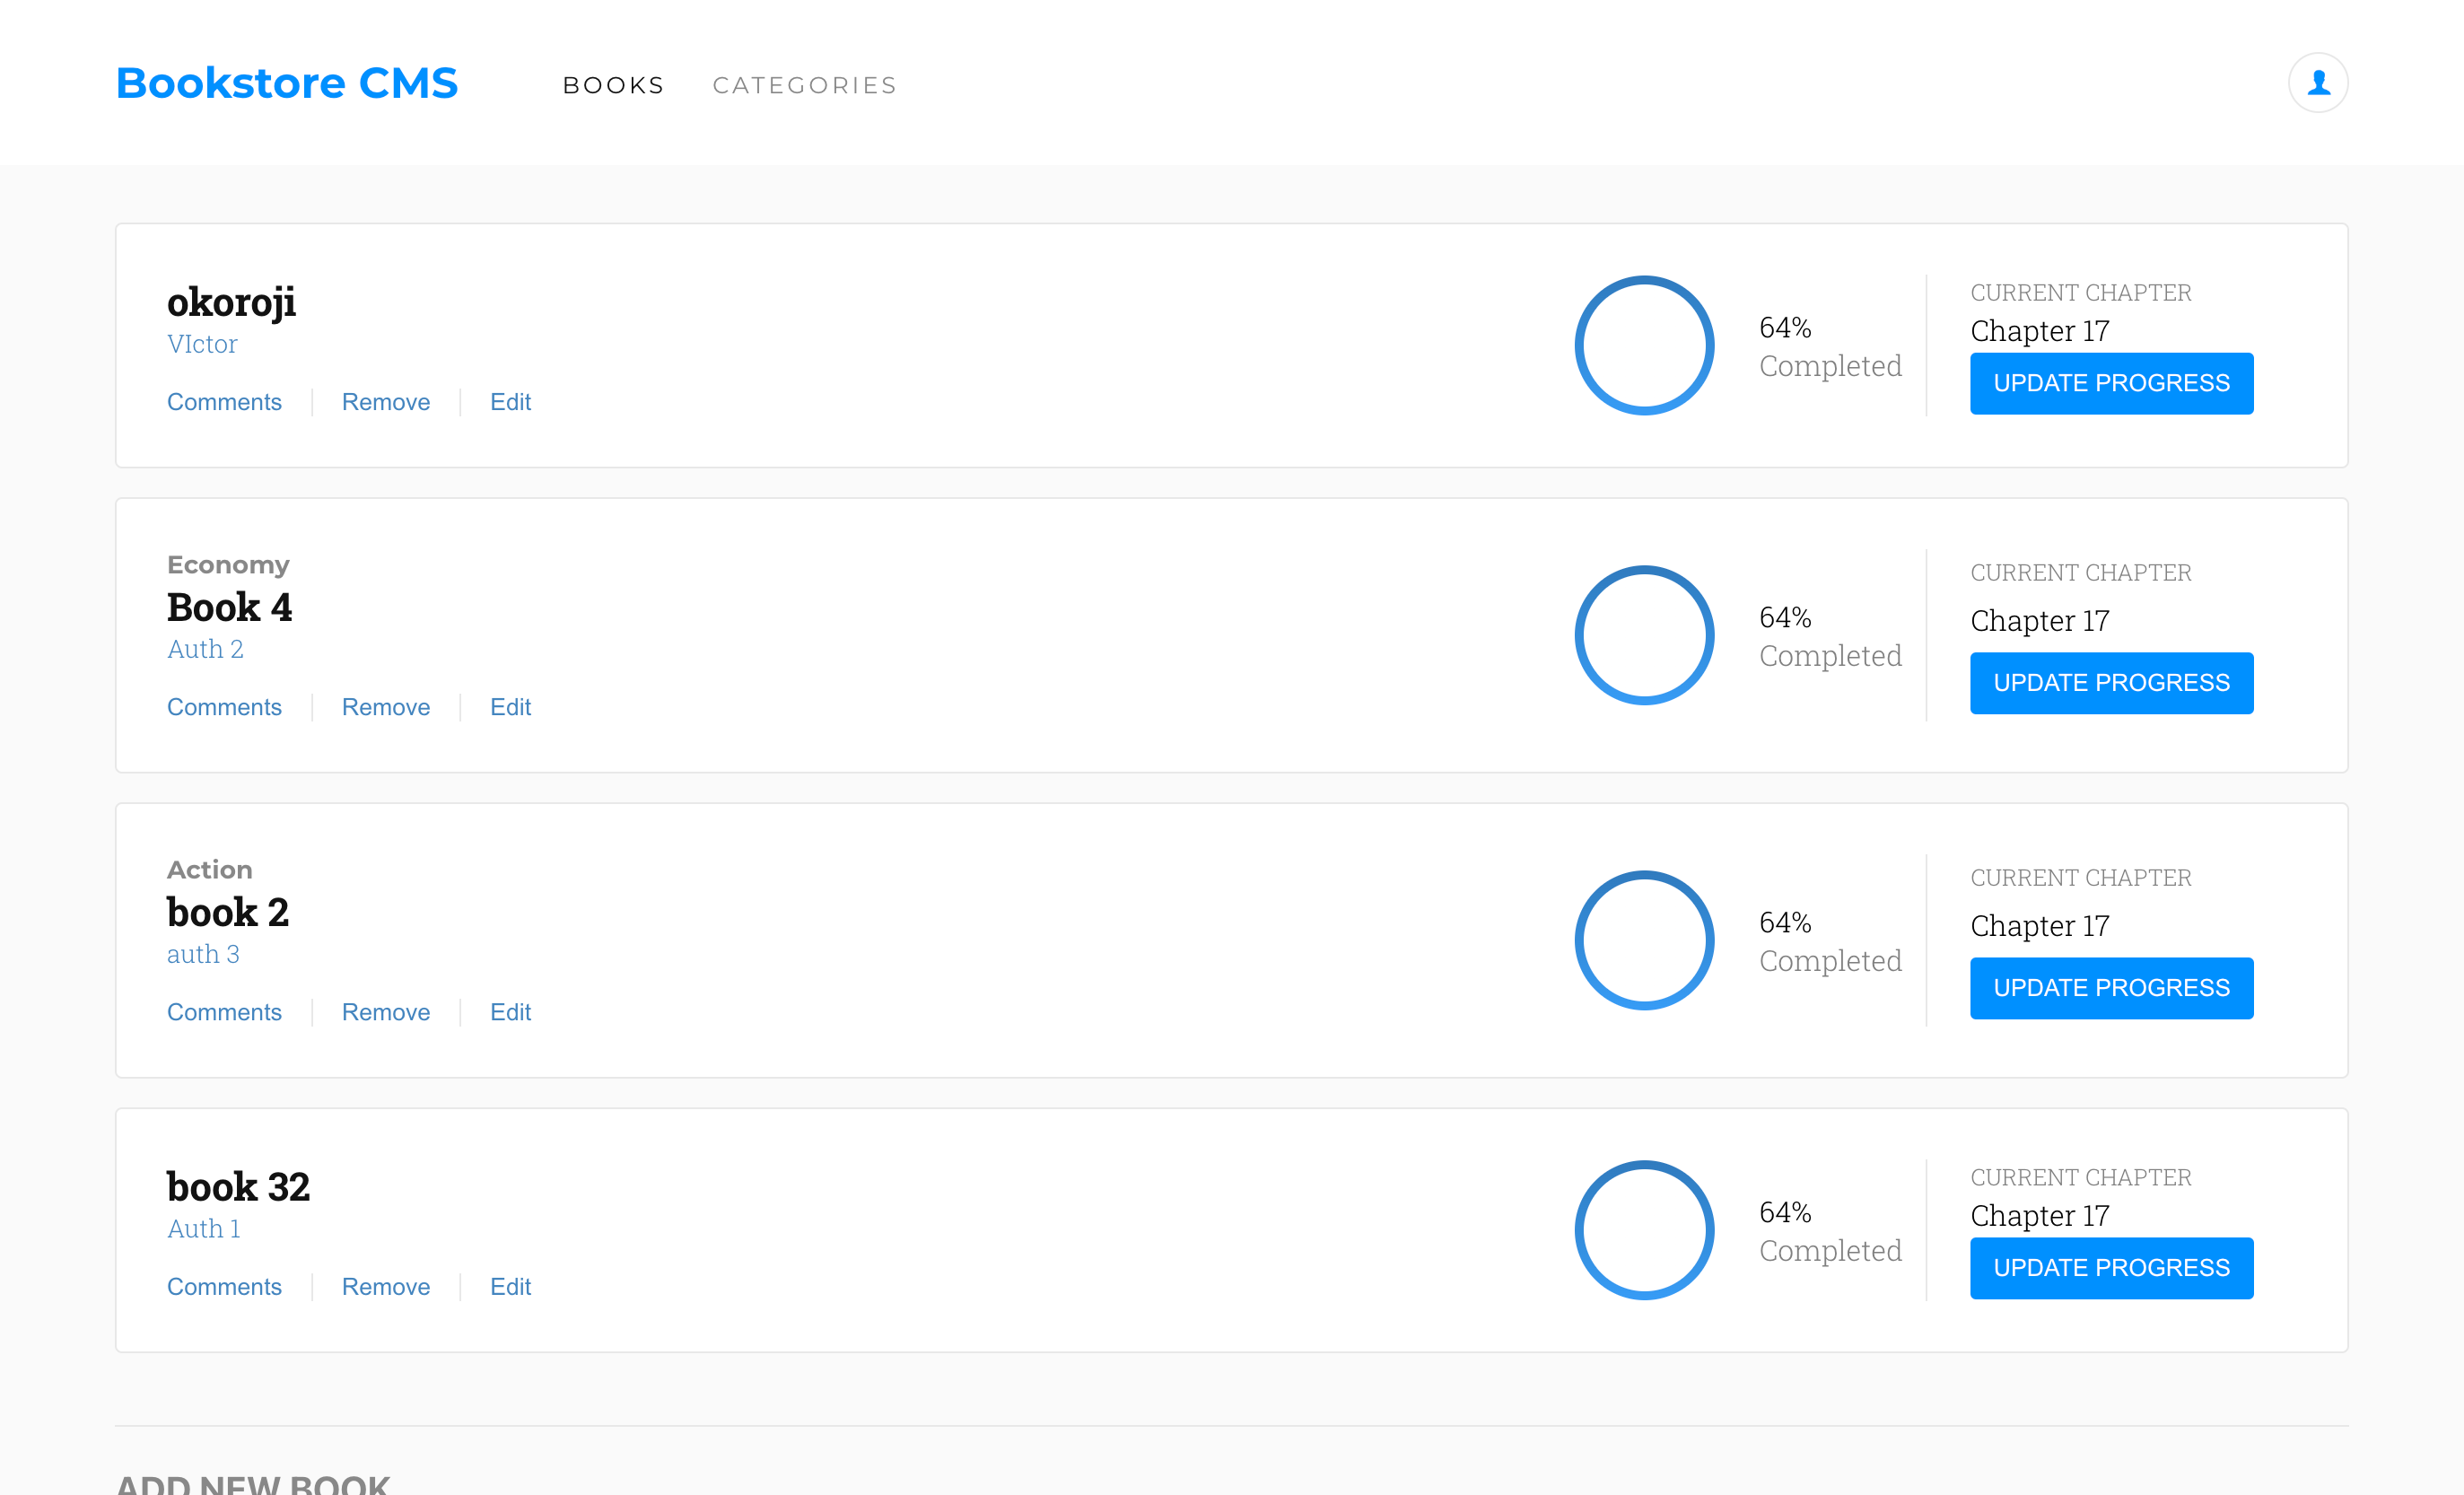 Bookstore CMS BOOKS CATEGORIES
okoroji
VIctor
Comments Remove Edit
64%
Completed
CURRENT CHAPTER
Chapter 17
UPDATE PROGRESS
Economy
Book 4
Auth 2
Comments Remove Edit
64%
Completed
CURRENT CHAPTER
Chapter 17
UPDATE PROGRESS
Action
book 2
auth 3
Comments Remove Edit
64%
Completed
CURRENT CHAPTER
Chapter 17
UPDATE PROGRESS
book 32
Auth 1
Comments Remove Edit
64%
Completed
CURRENT CHAPTER
Chapter 17
UPDATE PROGRESS
ADD NEW BOOK